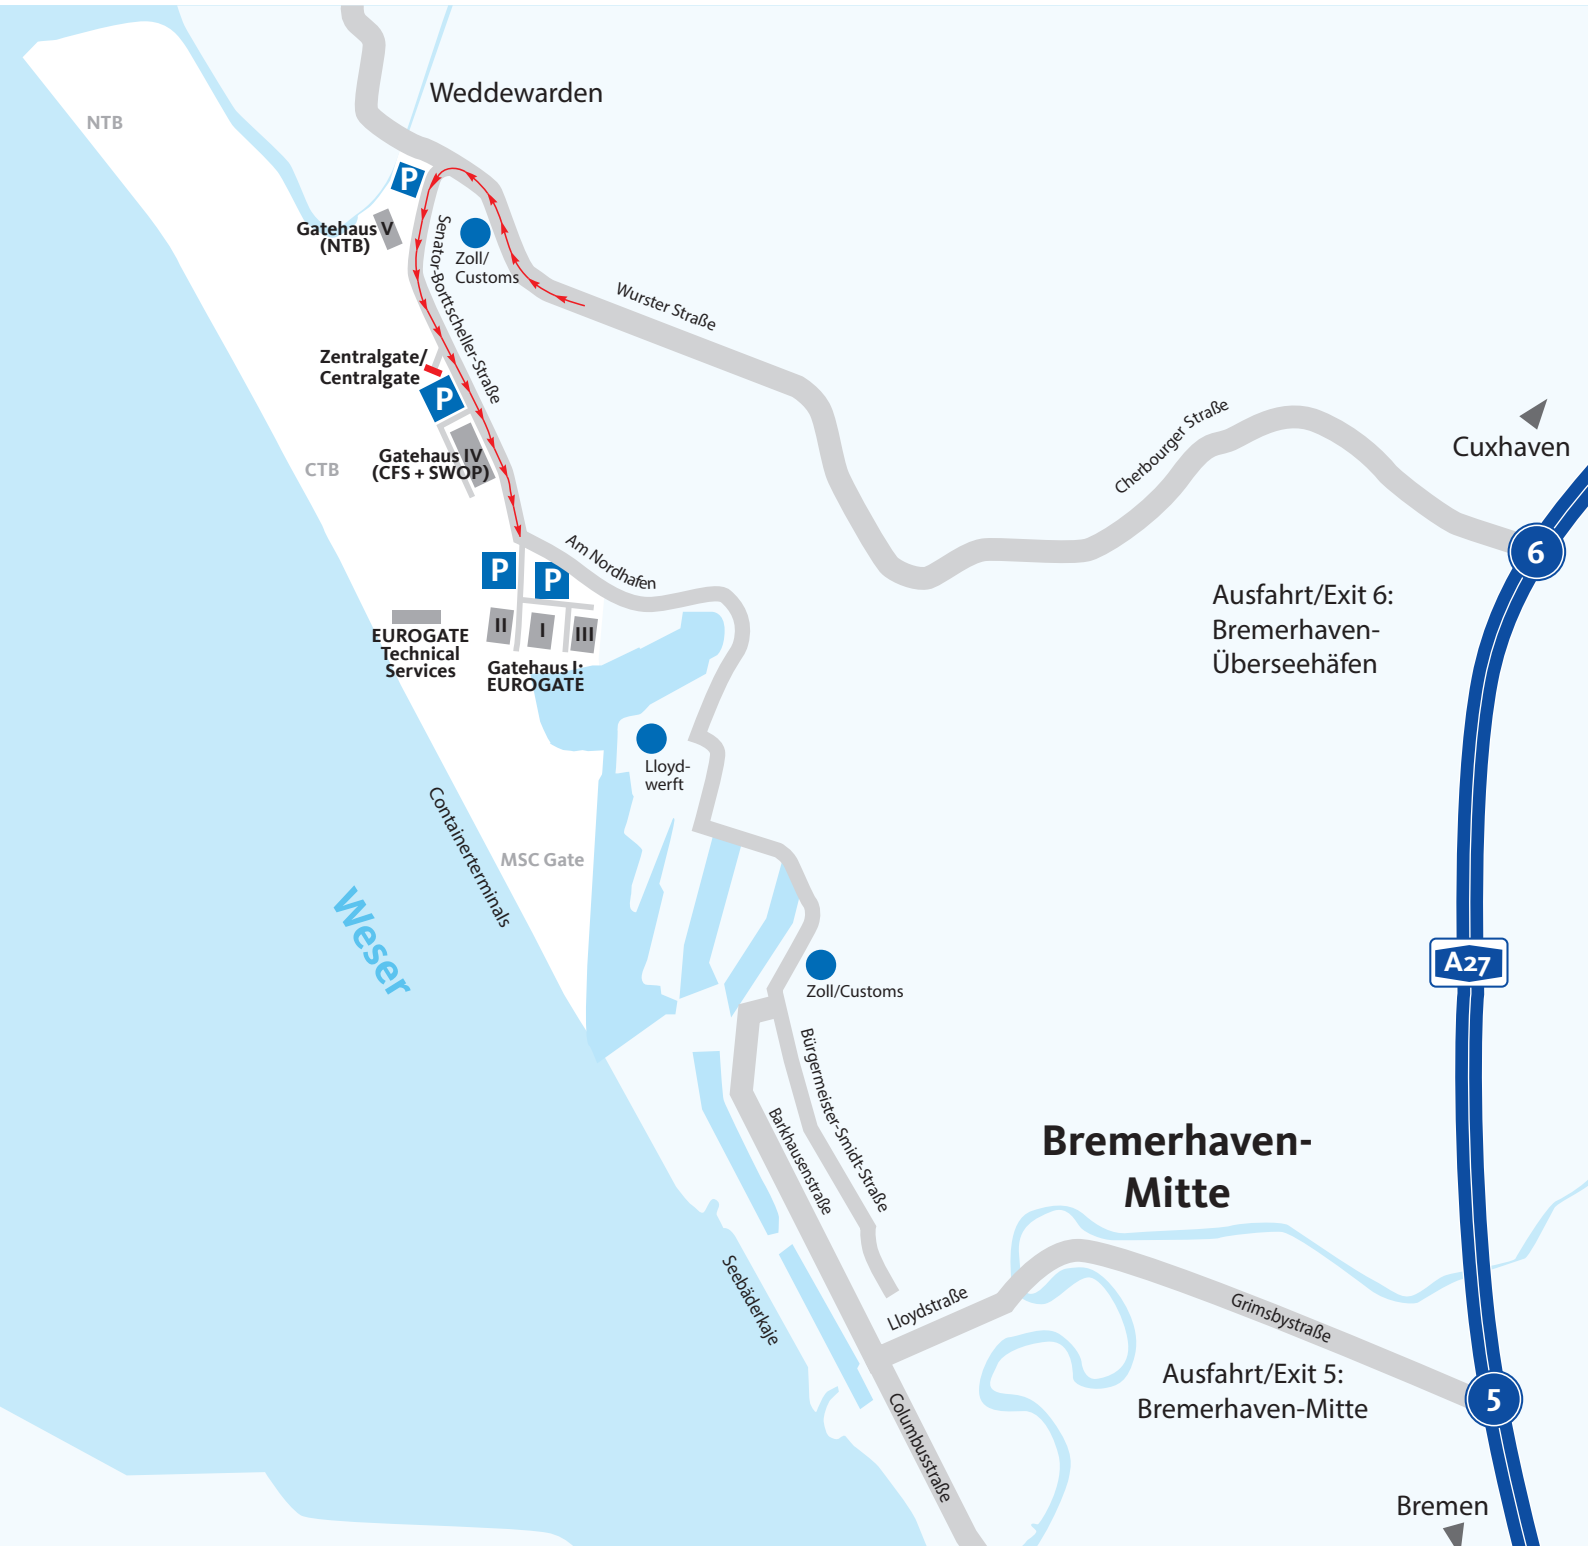 Weddewarden
NTB
P
Gatehaus V
(NTB)
Zoll/
Customs
Senator-Borttscheller-Straße
Wurster Straße
Zentralgate/
Centralgate
P
Cherbourger Straße
Cuxhaven
Gatehaus IV
(CFS + SWOP)
CTB
6
Am Nordhafen
P
P
Ausfahrt/Exit 6:
Bremerhaven-
Überseehäfen
II
I
III
EUROGATE
Technical
Services
Gatehaus I:
EUROGATE
Lloyd-
werft
Containerterminals
MSC Gate
Weser
A27
Zoll/Customs
Bürgermeister-Smidt-Straße
Barkhausenstraße
Bremerhaven-
Mitte
Seebäderkaje
Lloydstraße
Grimsbystraße
Ausfahrt/Exit 5:
Bremerhaven-Mitte
5
Columbusstraße
Bremen